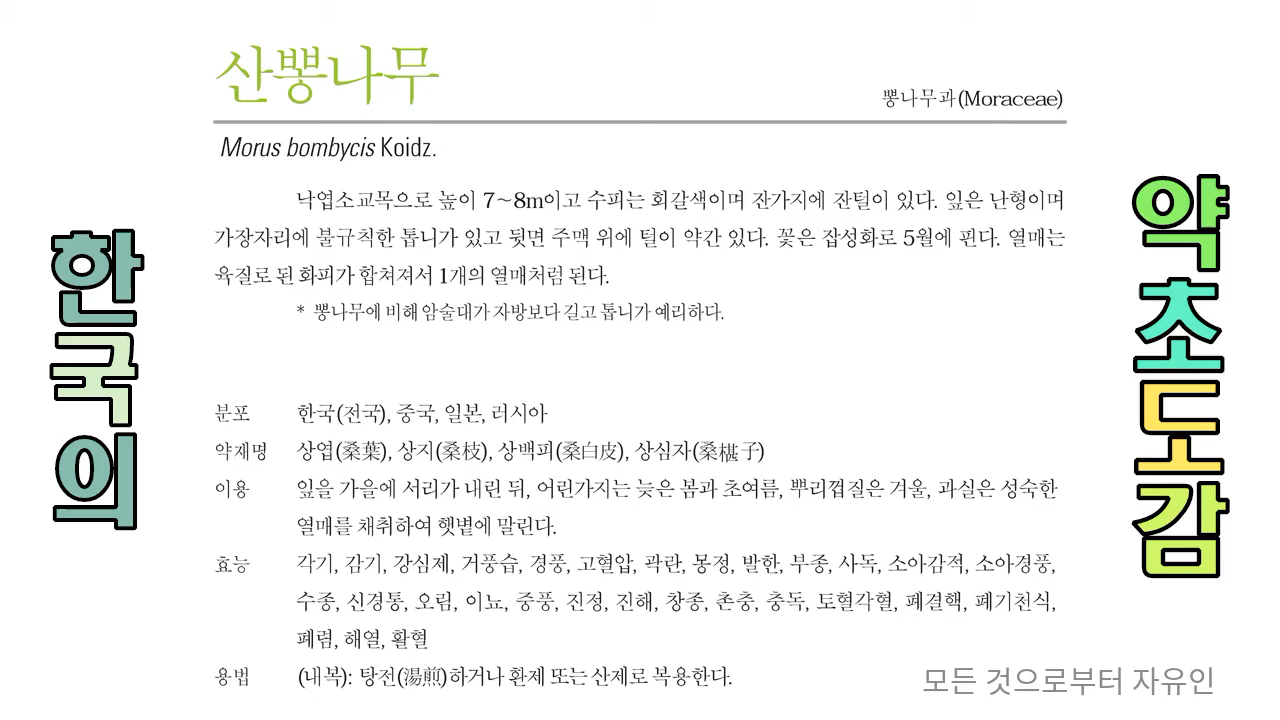 산뽕나무
뽕나무과(Moraceae)
Morus bombycis Koidz.
낙엽소교목으로 높이 7~8m이고 수피는 회갈색이며 잔가지에 잔털이 있다. 잎은 난형이며
가장자리에 불규칙한 톱니가 있고 뒷면 주맥 위에 털이 약간 있다. 꽃은 잡성화로 5월에 핀다. 열매는
육질로 된 화피가 합쳐져서 1개의 열매처럼 된다.
* 뽕나무에 비해 암술대가 자방보다 길고 톱니가 예리하다.
분포 한국(전국), 중국, 일본, 러시아
약재명 상엽(桑葉), 상지(桑枝), 상백피(桑白皮), 상심자(桑椹子)
이용 잎을 가을에 서리가 내린 뒤, 어린가지는 늦은 봄과 초여름, 뿌리껍질은 겨울, 과실은 성숙한
열매를 채취하여 햇볕에 말린다.
효능 각기, 감기, 강심제, 거풍습, 경풍, 고혈압, 곽란, 몽정, 발한, 부종, 사독, 소아감적, 소아경풍,
수종, 신경통, 오림, 이뇨, 중풍, 진정, 진해, 창종, 촌충, 충독, 토혈각혈, 폐결핵, 폐기천식,
폐렴, 해열, 활혈
용법 (내복): 탕전(湯煎)하거나 환제 또는 산제로 복용한다.
한국의
약초도감
모든 것으로부터 자유인